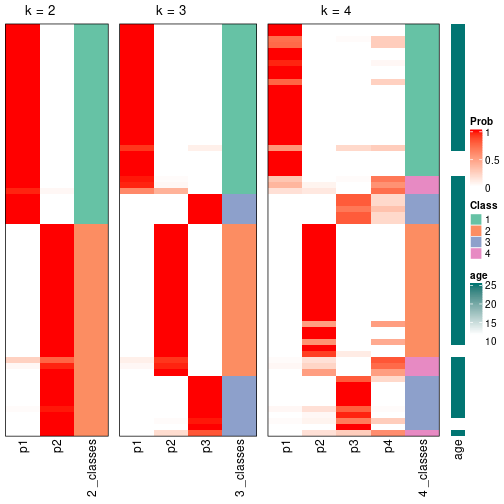 k = 2
k = 3
k = 4
p1
p2
2_classes
p1
p2
p3
3_classes
p1
p2
p3
p4
4_classes
age
Prob
1
0.5
0
Class
1
2
3
4
age
25
20
15
10